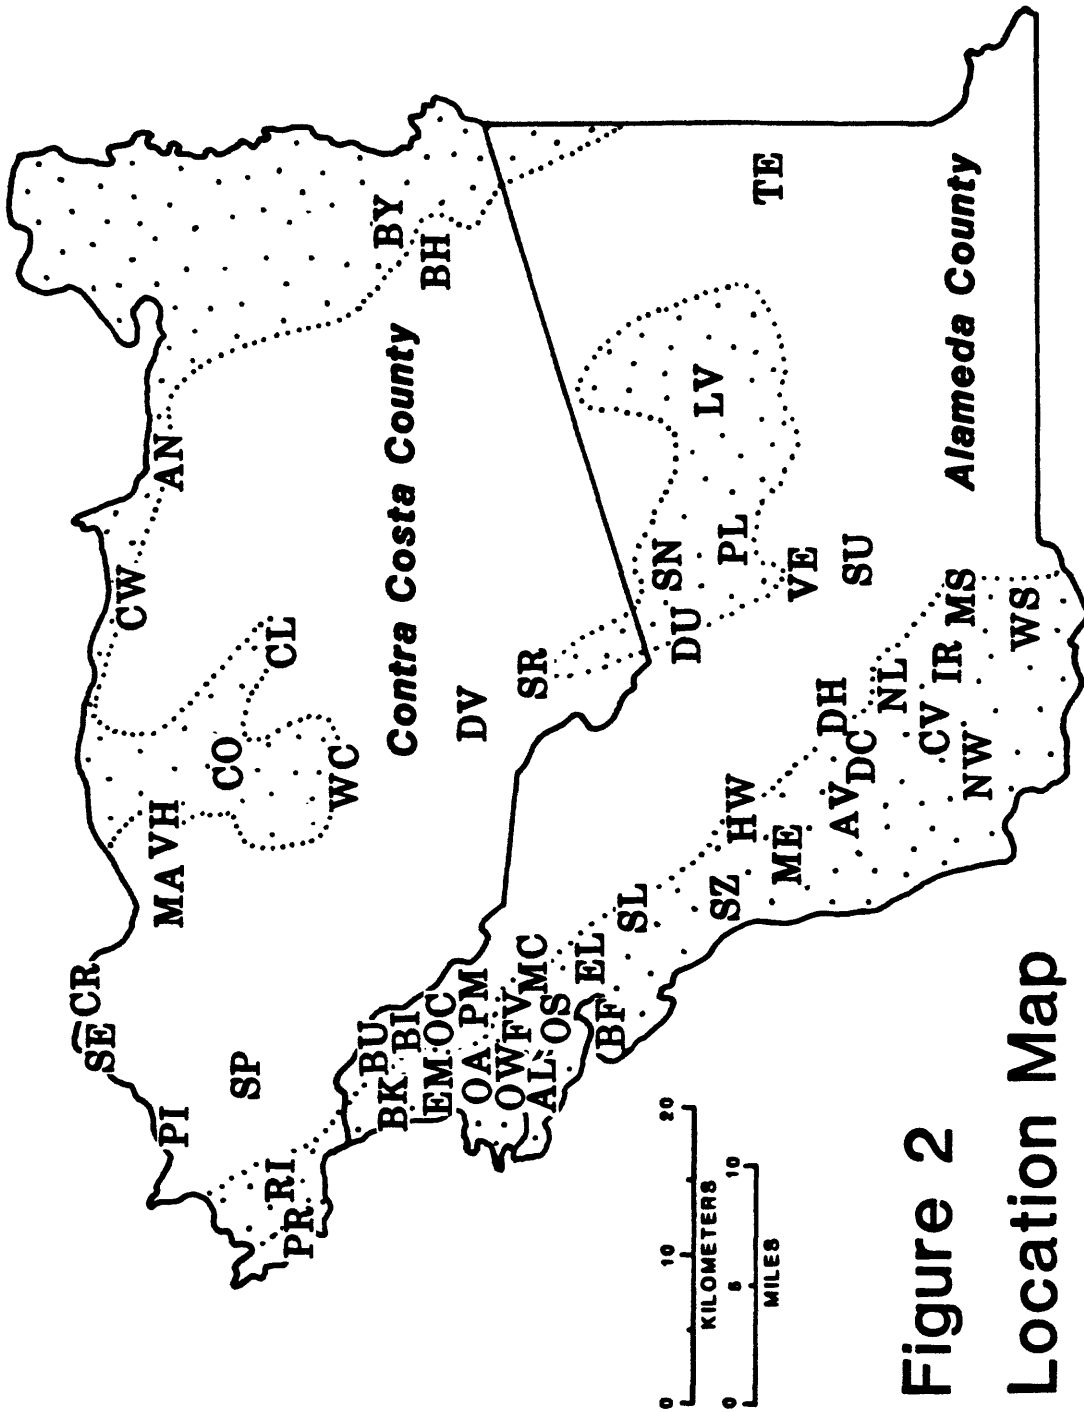 CR
SE
CW
MA VH AN
PI
CO
SP
RI CL
PR
WC
BU
BY
BK BI
Contra Costa County
BH
EM OC
DV
OA PM
OW FV
MC SR
AL OS
EL
BF
SL
SN
DU
LV
SZ
PL
HW
TE
ME
VE
DH
AV
DC
SU
NL
CV
IR
MS
NW
WS
Alameda County
0 10 20
KILOMETERS
0 5 10
MILES
Figure 2
Location Map